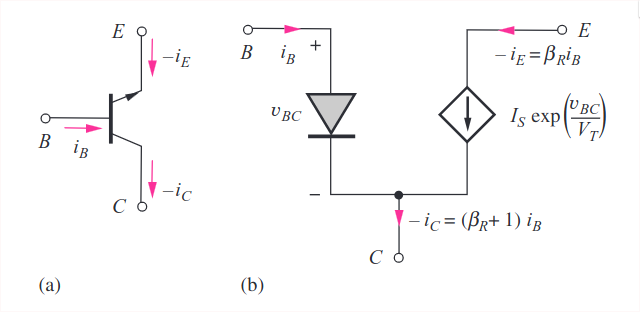 E
−i_E
B
i_B
−i_C
C
(a)
B
i_B
+
v_BC
−
E
−i_E = β_R i_B
I_S exp(v_BC/V_T)
−i_C = (β_R + 1) i_B
C
(b)